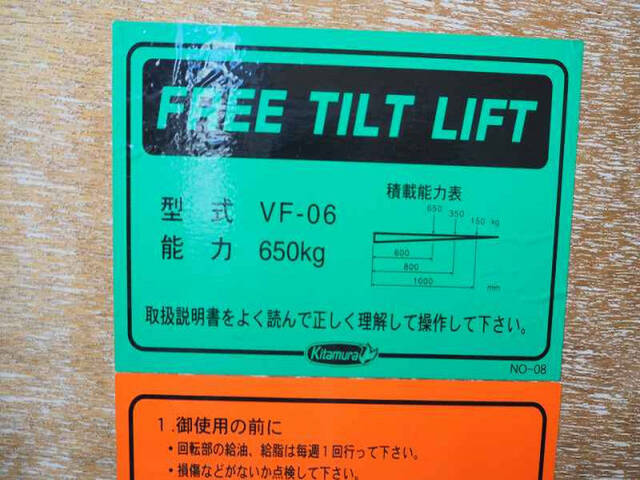 FREE TILT LIFT
型 式 VF-06
能 力 650kg
積載能力表
650 350 150 kg
600
800
1000
mm
取扱説明書をよく読んで正しく理解して操作して下さい。
Kitamura
NO-08
1.御使用の前に
・回転部の給油、給脂は毎週1回行って下さい。
・損傷などがないか点検して下さい。